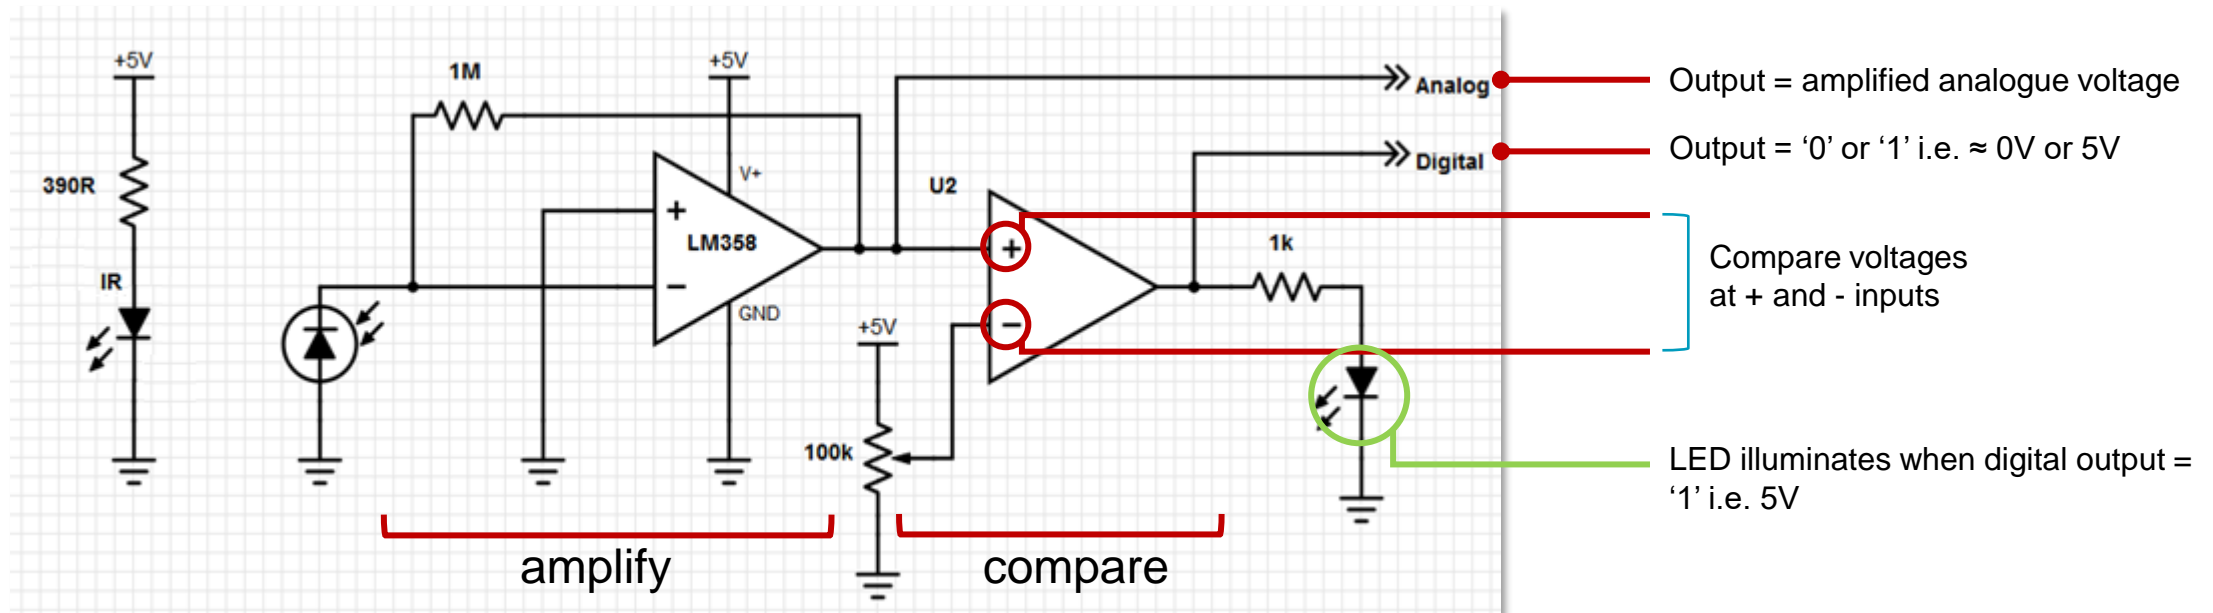 +5V
390R
IR
1M
+5V
V+
+
LM358
−
GND
U2
+
−
+5V
100k
1k
Analog
Digital
Output = amplified analogue voltage
Output = ‘0’ or ‘1’ i.e. ≈ 0V or 5V
Compare voltages
at + and - inputs
LED illuminates when digital output =
‘1’ i.e. 5V
amplify
compare